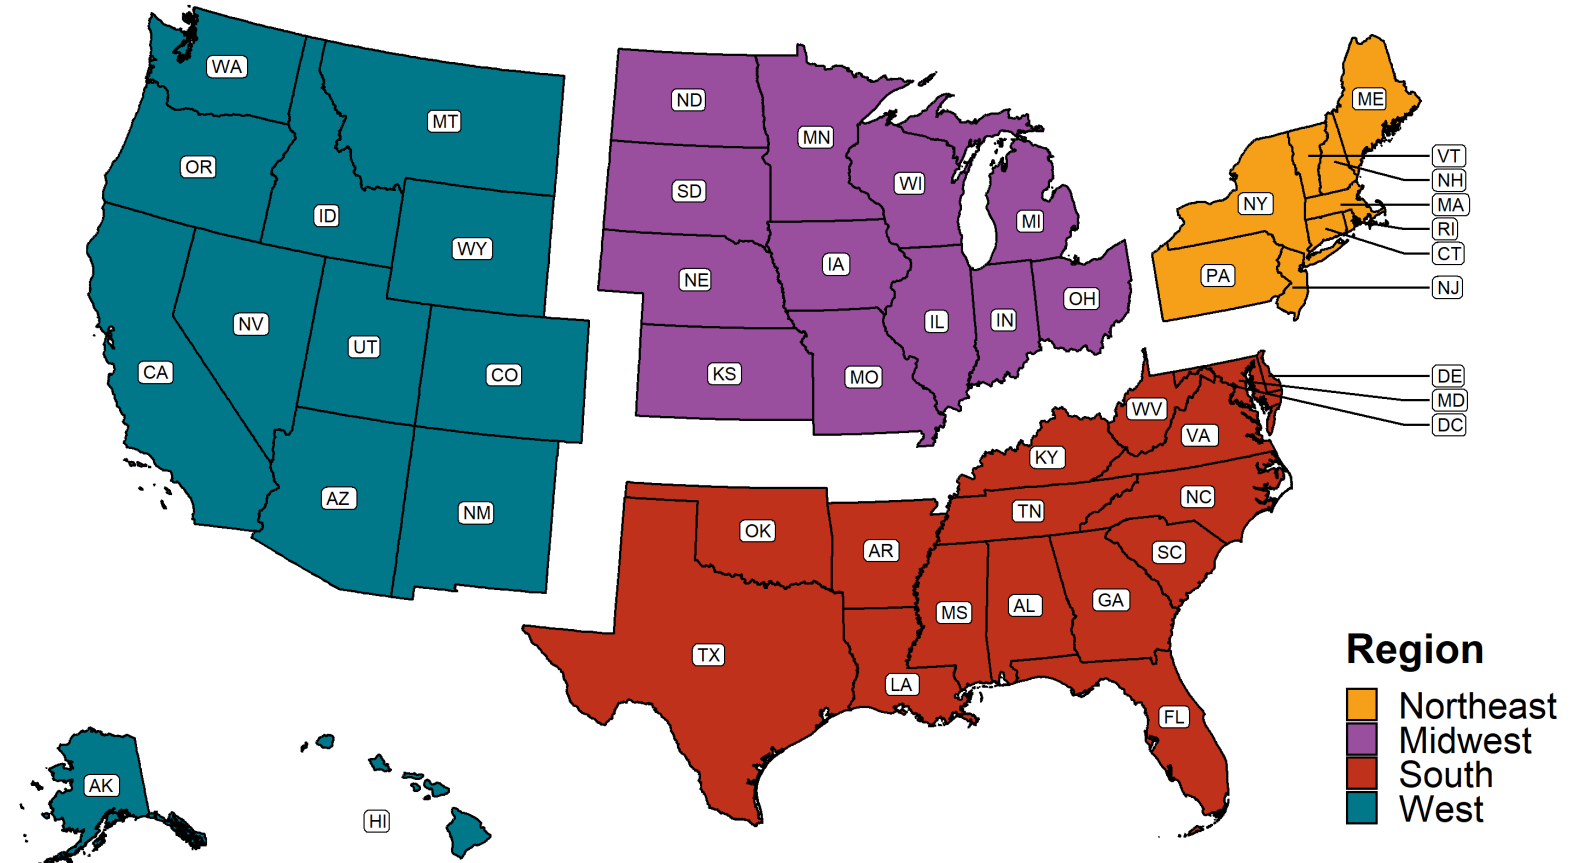 WA
MT
OR
ID
WY
NV
UT
CA
CO
AZ
NM
AK
HI
ND
MN
SD
WI
MI
NE
IA
IL
IN
OH
KS
MO
ME
VT
NH
NY
MA
RI
CT
PA
NJ
DE
MD
DC
WV
VA
KY
NC
TN
OK
AR
SC
MS
AL
GA
TX
LA
FL
Region
Northeast
Midwest
South
West